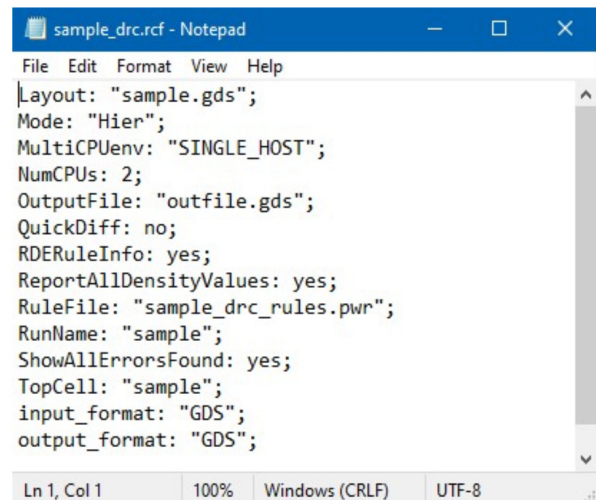 sample_drc.rcf - Notepad
File Edit Format View Help
Layout: "sample.gds";
Mode: "Hier";
MultiCPUenv: "SINGLE_HOST";
NumCPUs: 2;
OutputFile: "outfile.gds";
QuickDiff: no;
RDERuleInfo: yes;
ReportAllDensityValues: yes;
RuleFile: "sample_drc_rules.pwr";
RunName: "sample";
ShowAllErrorsFound: yes;
TopCell: "sample";
input_format: "GDS";
output_format: "GDS";
Ln 1, Col 1 100% Windows (CRLF) UTF-8